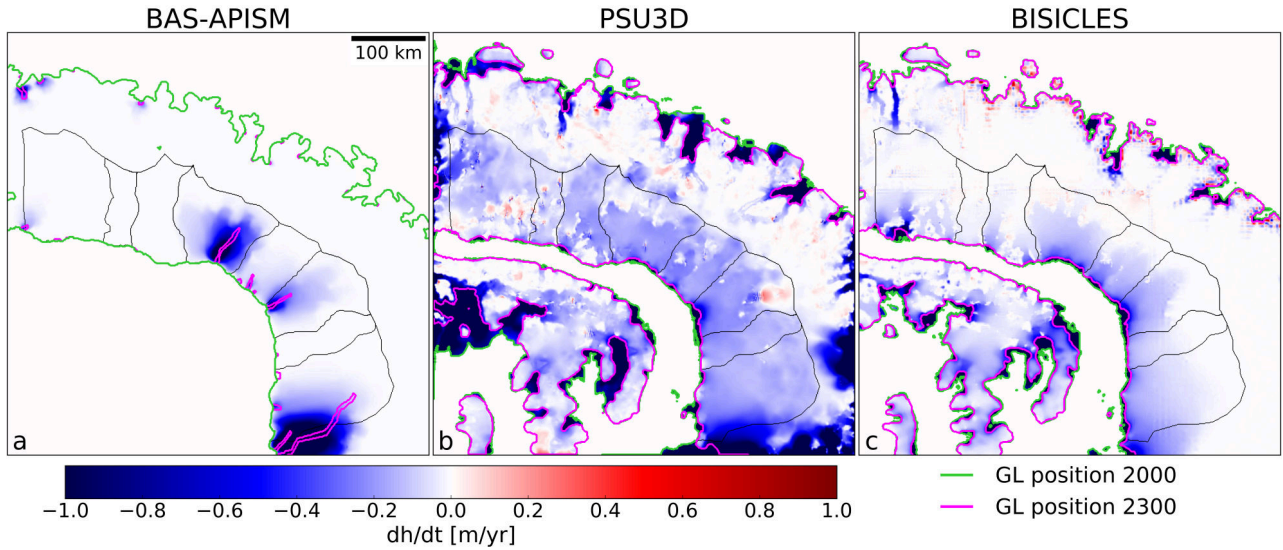 BAS-APISM
PSU3D
BISICLES
100 km
a
b
c
−1.0 −0.8 −0.6 −0.4 −0.2 0.0 0.2 0.4 0.6 0.8 1.0
dh/dt [m/yr]
GL position 2000
GL position 2300